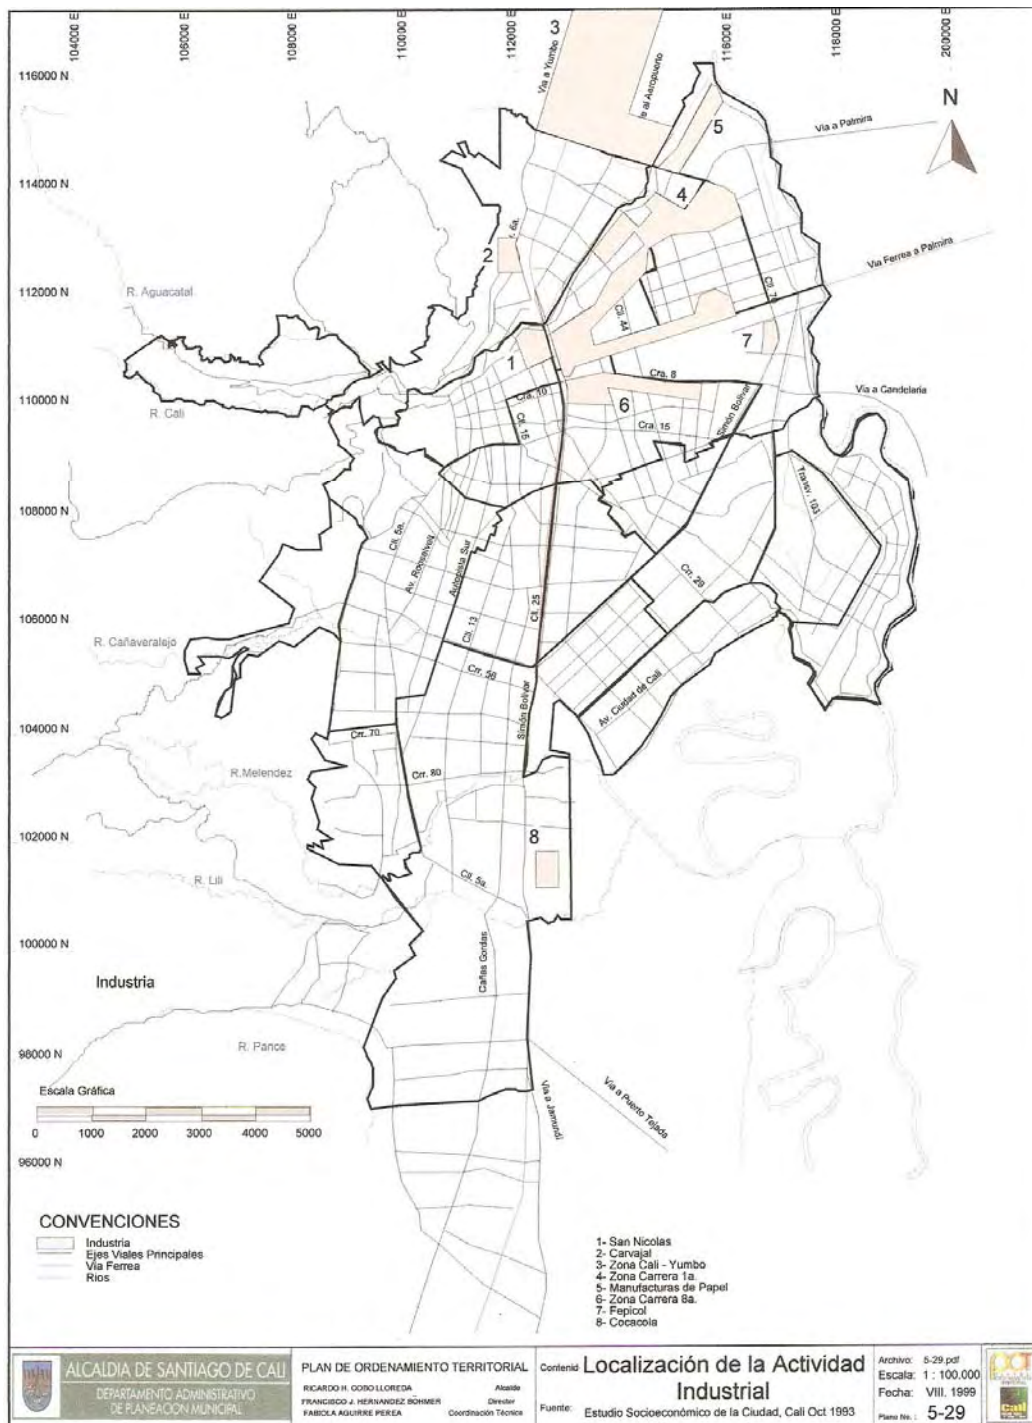 104000 E
106000 E
108000 E
110000 E
112000 E
116000 E
118000 E
120000 E
116000 N
114000 N
112000 N
110000 N
108000 N
106000 N
104000 N
102000 N
100000 N
98000 N
96000 N
3
Via a Yumbo
al Aeropuerto
5
Via a Palmira
N
4
2
6a.
Via Ferrea a Palmira
R. Aguacatal
Cll. 70
Cll. 44
7
1
Cra. 8
Via a Candelaria
Cra. 10
R. Cali
Cll. 15
6
Cra. 15
Simón Bolivar
Transv. 103
Cll. 5a.
Av. Rooselvelt
Autopista Sur
Crr. 29
Cll. 25
Cll. 13
R. Cañaveralejo
Crr. 56
Av. Ciudad de Cali
Simón Bolivar
Crr. 70
R.Melendez
Crr. 80
8
R. Lili
Cll. 5a.
Cañas Gordas
Industria
R. Pance
Via a Puerto Tejada
Via a Jamundi
Escala Gráfica
0 1000 2000 3000 4000 5000
CONVENCIONES
Industria
Ejes Viales Principales
Via Ferrea
Rios
1- San Nicolas
2- Carvajal
3- Zona Cali - Yumbo
4- Zona Carrera 1a.
5- Manufacturas de Papel
6- Zona Carrera 8a.
7- Fepicol
8- Cocacola
ALCALDIA DE SANTIAGO DE CALI
DEPARTAMENTO ADMINISTRATIVO
DE PLANEACION MUNICIPAL
PLAN DE ORDENAMIENTO TERRITORIAL
RICARDO H. COBO LLOREDA Alcalde
FRANCISCO J. HERNANDEZ BOHMER Director
FABIOLA AGUIRRE PEREA Coordinación Técnica
Contenid Localización de la Actividad
Industrial
Fuente: Estudio Socioeconómico de la Ciudad, Cali Oct 1993
Archivo: 5-29.pdf
Escala: 1 : 100.000
Fecha: VIII. 1999
Plano No. : 5-29
Cali